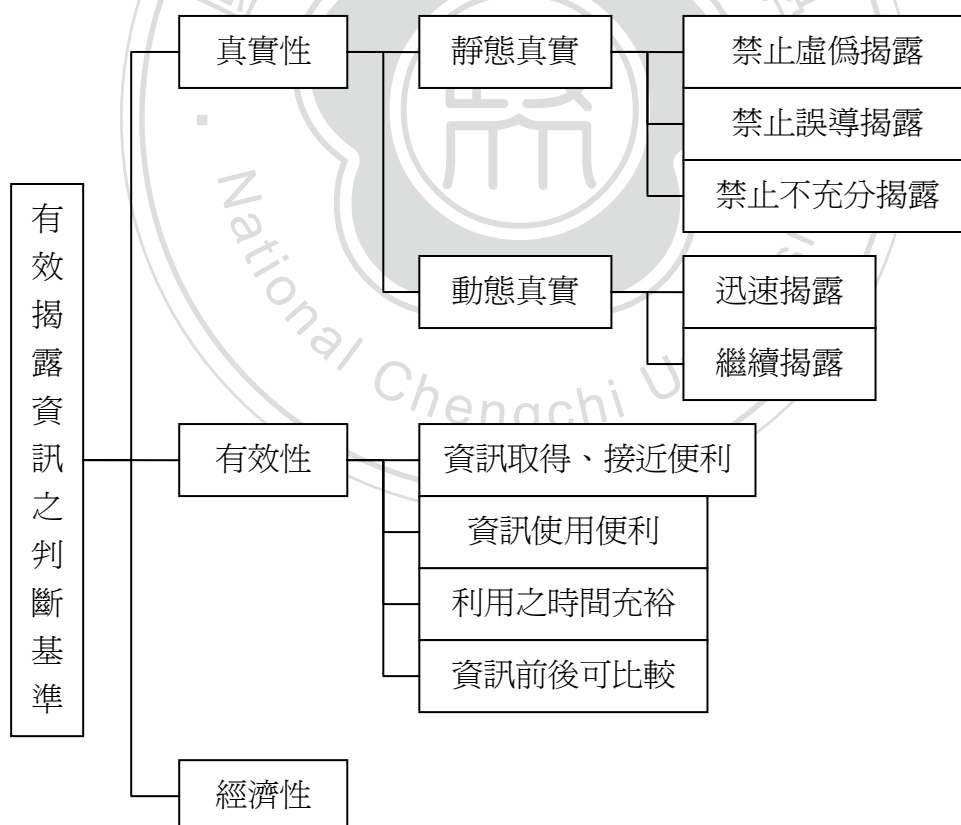 有效揭露資訊之判斷基準
真實性
靜態真實
禁止虛偽揭露
禁止誤導揭露
禁止不充分揭露
動態真實
迅速揭露
繼續揭露
有效性
資訊取得、接近便利
資訊使用便利
利用之時間充裕
資訊前後可比較
經濟性
National Chengchi U